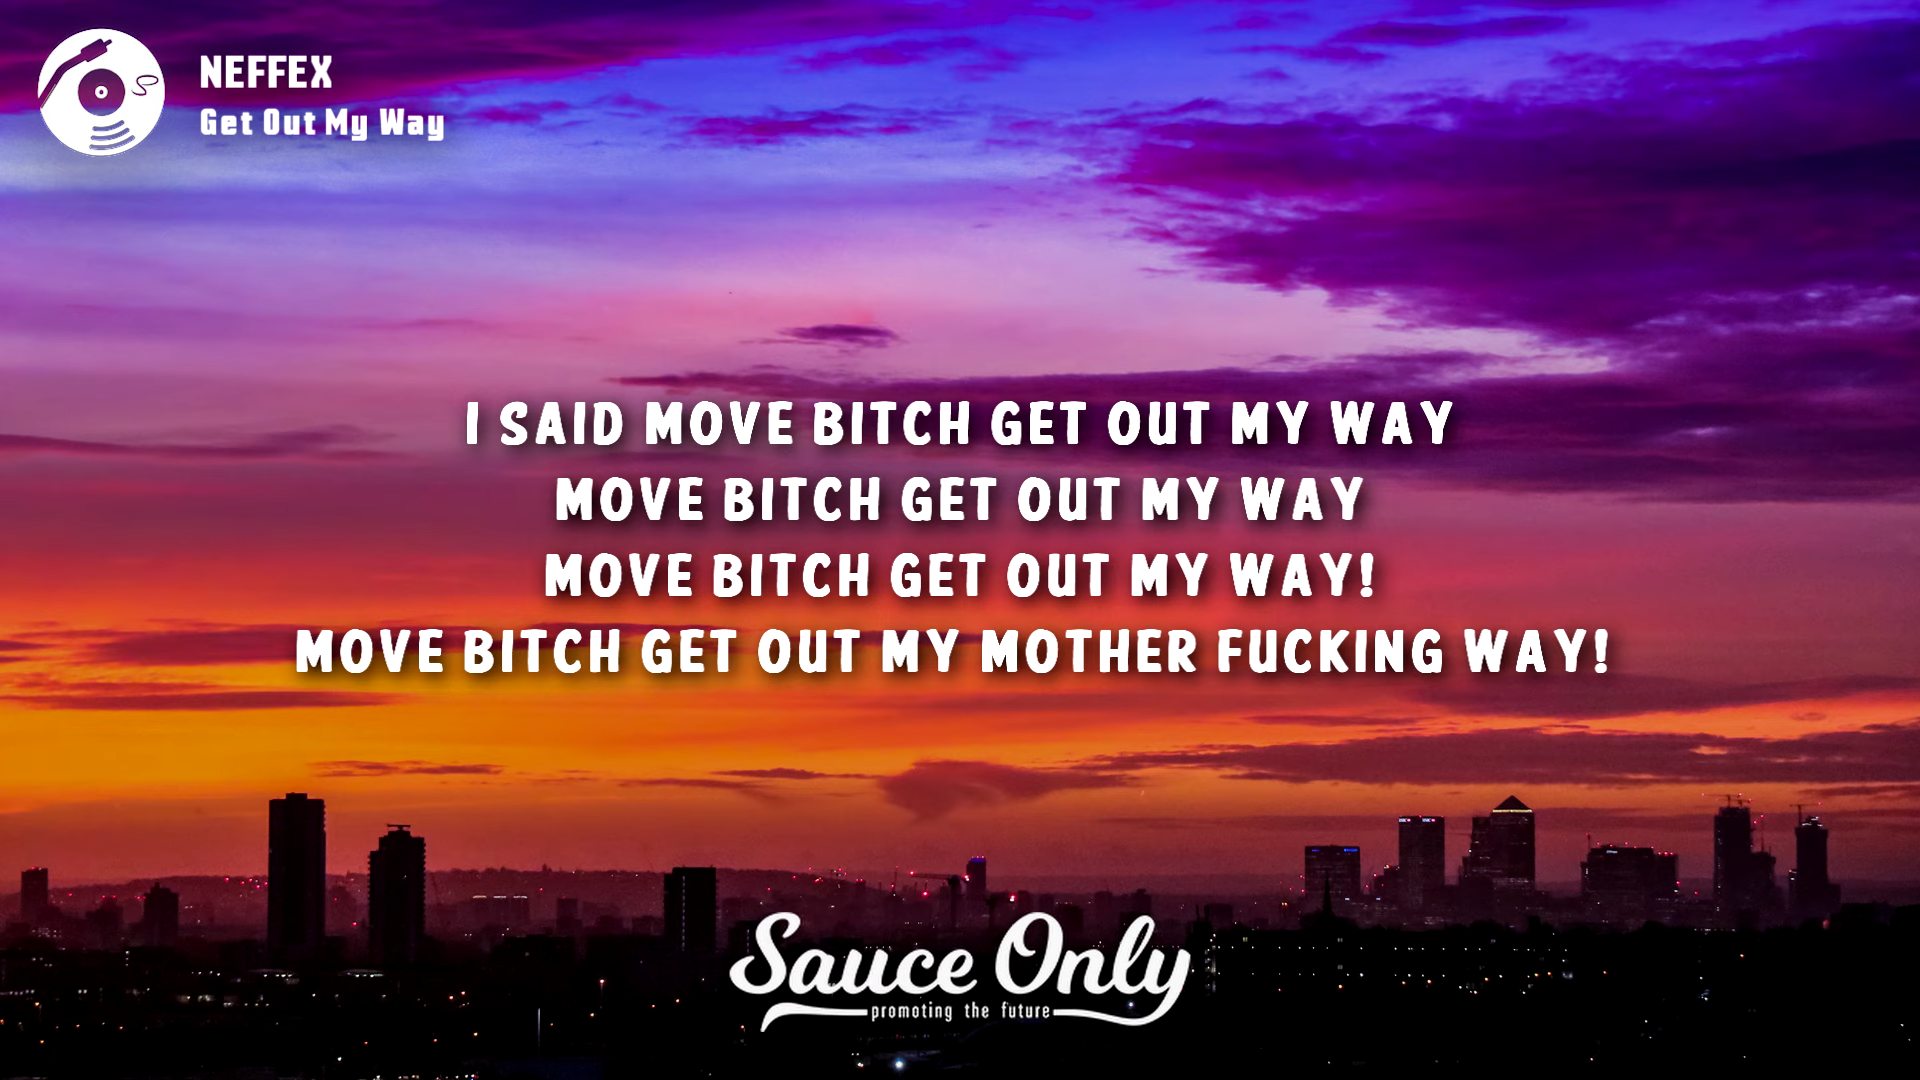 NEFFEX
Get Out My Way
I SAID MOVE BITCH GET OUT MY WAY
MOVE BITCH GET OUT MY WAY
MOVE BITCH GET OUT MY WAY!
MOVE BITCH GET OUT MY MOTHER FUCKING WAY!
Sauce Only
promoting the future